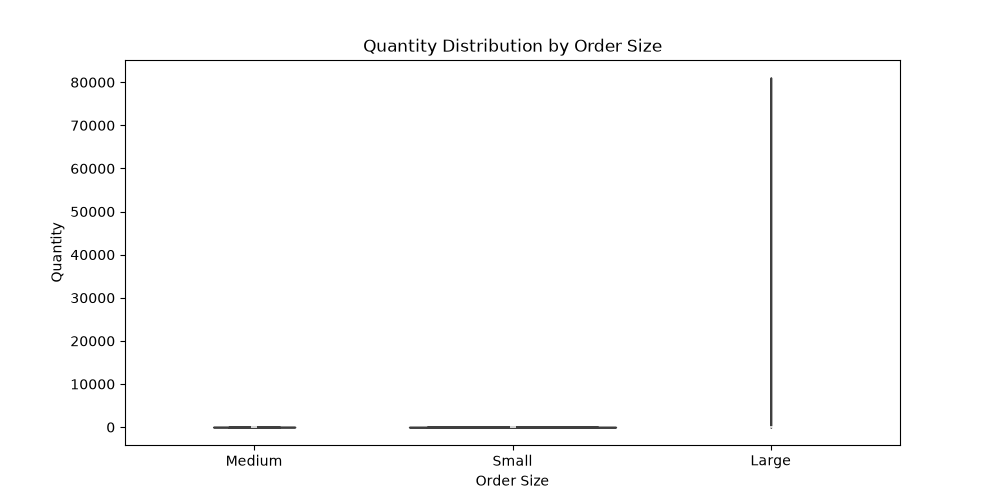 Quantity Distribution by Order Size
80000
70000
60000
50000
40000
30000
20000
10000
0
Quantity
Medium Small Large
Order Size